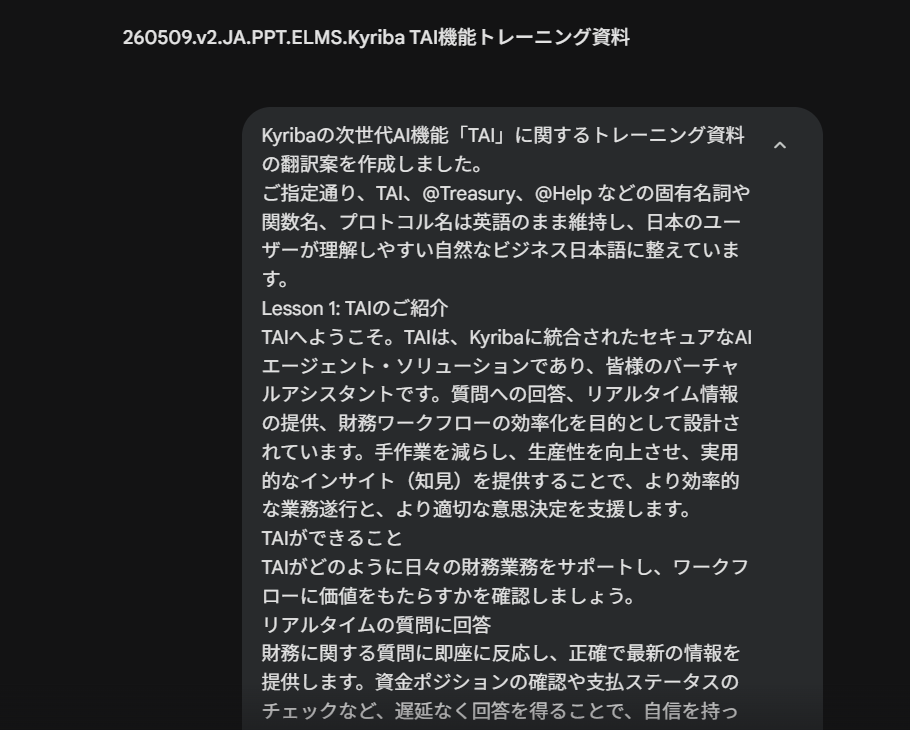 260509.v2.JA.PPT.ELMS.Kyriba TAI機能トレーニング資料
Kyribaの次世代AI機能「TAI」に関するトレーニング資料
の翻訳案を作成しました。
ご指定通り、TAI、@Treasury、@Help などの固有名詞や
関数名、プロトコル名は英語のまま維持し、日本のユー
ザーが理解しやすい自然なビジネス日本語に整えていま
す。
Lesson 1: TAIのご紹介
TAIへようこそ。TAIは、Kyribaに統合されたセキュアなAI
エージェント・ソリューションであり、皆様のバーチャ
ルアシスタントです。質問への回答、リアルタイム情報
の提供、財務ワークフローの効率化を目的として設計さ
れています。手作業を減らし、生産性を向上させ、実用
的なインサイト（知見）を提供することで、より効率的
な業務遂行と、より適切な意思決定を支援します。
TAIができること
TAIがどのように日々の財務業務をサポートし、ワークフ
ローに価値をもたらすかを確認しましょう。
リアルタイムの質問に回答
財務に関する質問に即座に反応し、正確で最新の情報を
提供します。資金ポジションの確認や支払ステータスの
チェックなど、遅延なく回答を得ることで、自信を持っ